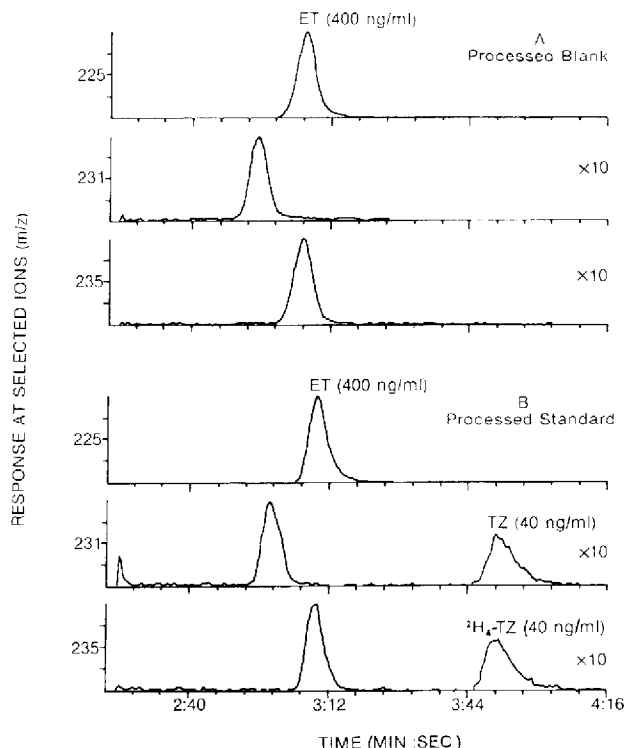 ET (400 ng/ml)
A
Processed Blank
225
231
×10
235
×10
RESPONSE AT SELECTED IONS (m/z)
ET (400 ng/ml)
B
Processed Standard
225
TZ (40 ng/ml)
231
×10
²H₄-TZ (40 ng/ml)
235
×10
2:40 3:12 3:44 4:16
TIME (MIN :SEC)